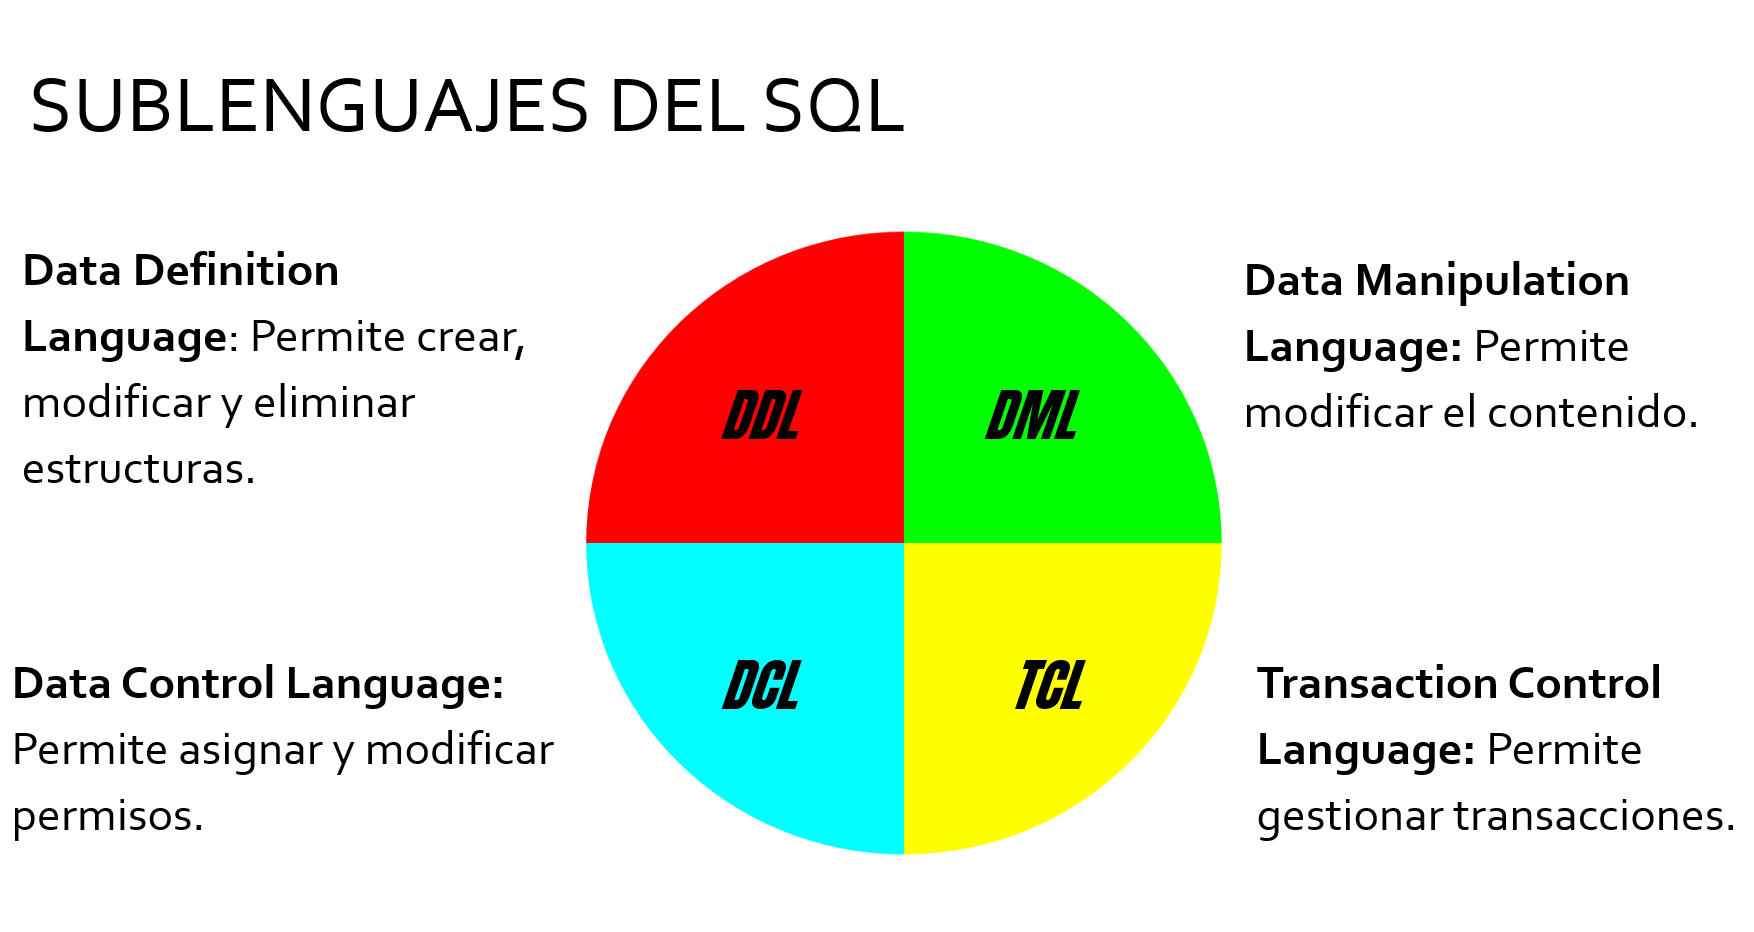 SUBLENGUAJES DEL SQL
Data Definition
Language: Permite crear,
modificar y eliminar
estructuras.
DDL
DML
Data Manipulation
Language: Permite
modificar el contenido.
Data Control Language:
Permite asignar y modificar
permisos.
DCL
TCL
Transaction Control
Language: Permite
gestionar transacciones.